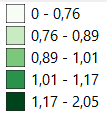 0 - 0,76
0,76 - 0,89
0,89 - 1,01
1,01 - 1,17
1,17 - 2,05